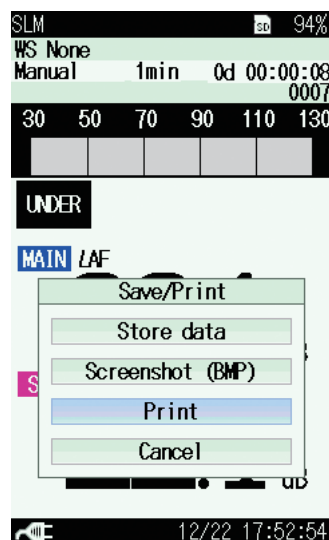 SLM SD 94%
WS None
Manual 1min 0d 00:00:08
0007
30 50 70 90 110 130
UNDER
MAIN LAF
Save/Print
Store data
Screenshot (BMP)
Print
Cancel
S
dB
12/22 17:52:54